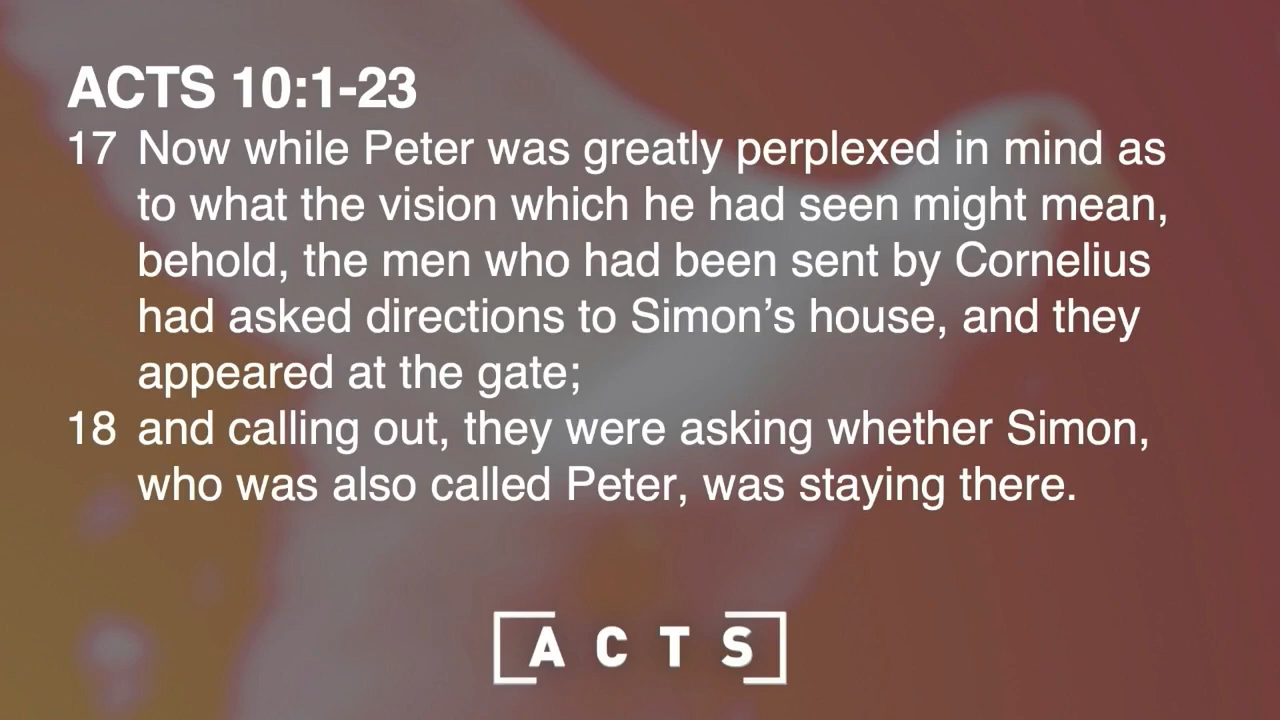 ACTS 10:1-23
17 Now while Peter was greatly perplexed in mind as
to what the vision which he had seen might mean,
behold, the men who had been sent by Cornelius
had asked directions to Simon’s house, and they
appeared at the gate;
18 and calling out, they were asking whether Simon,
who was also called Peter, was staying there.
[ACTS]